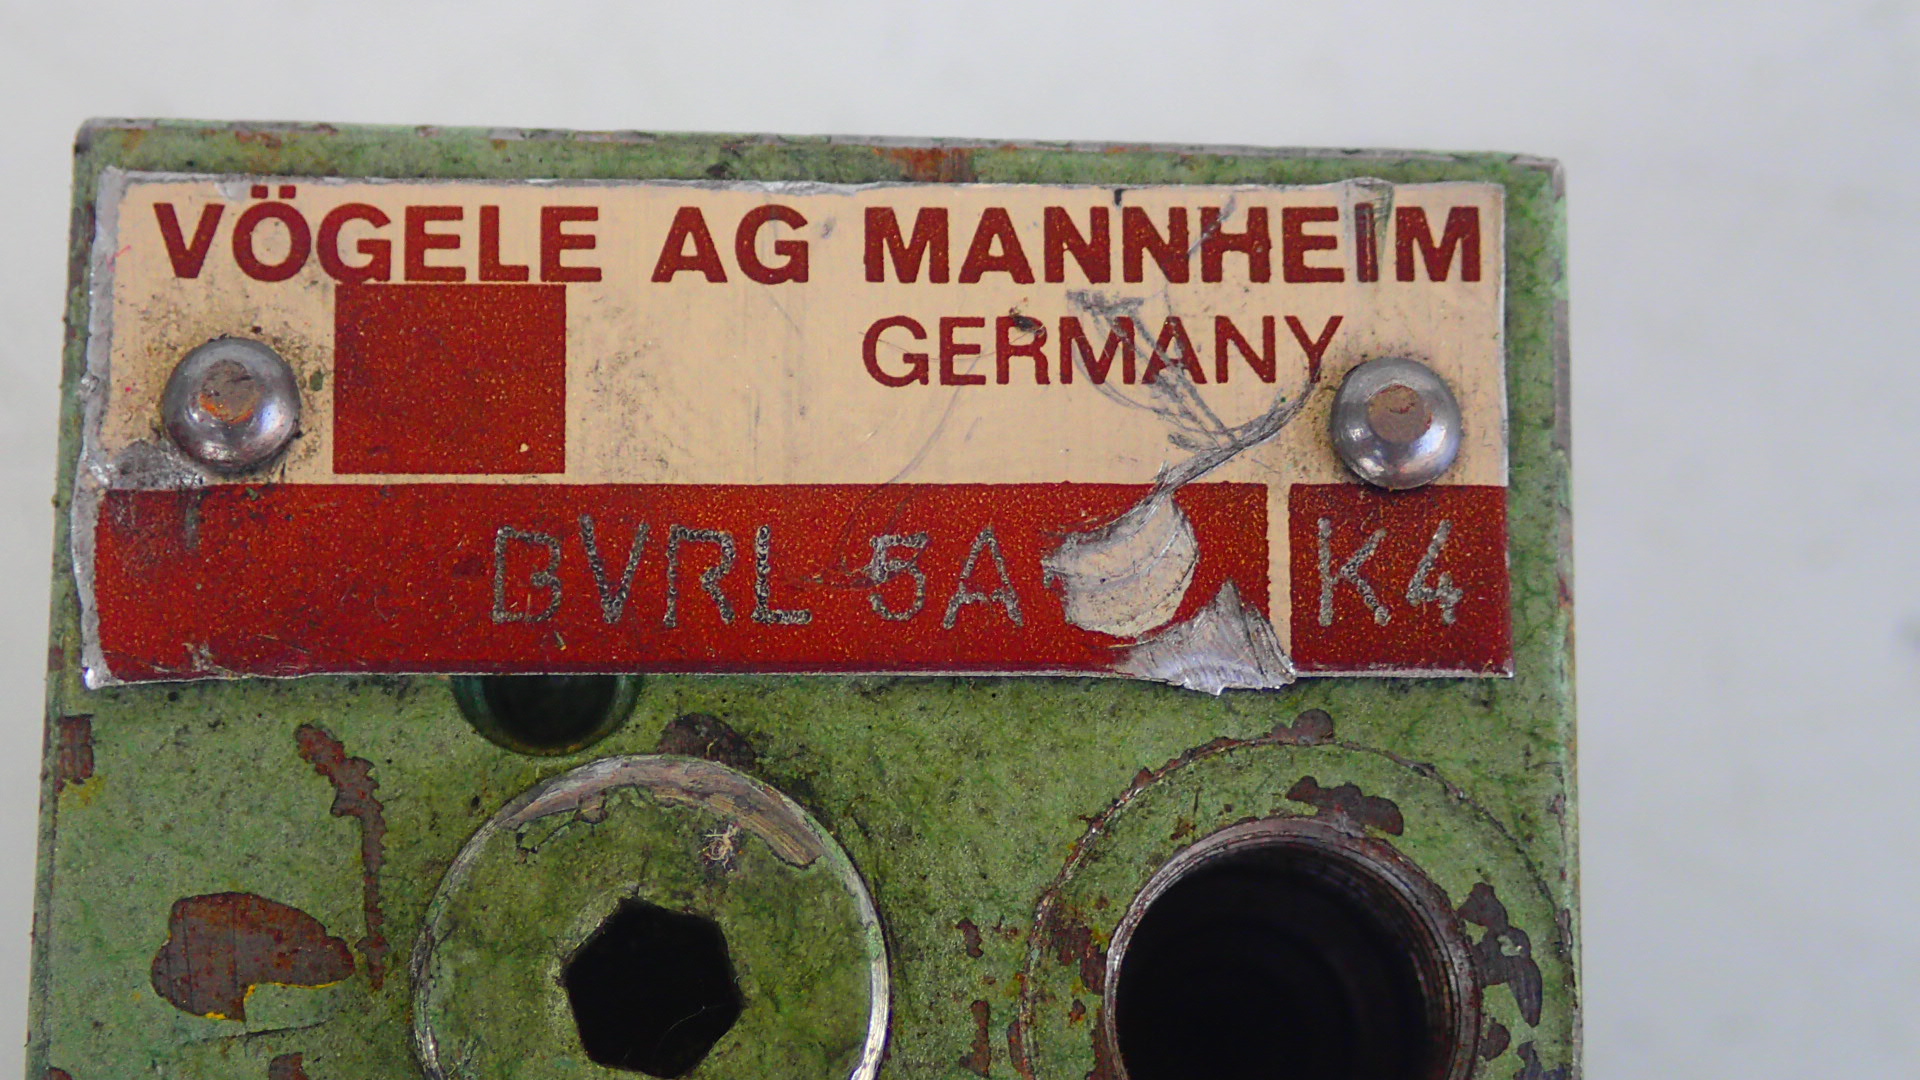 VÖGELE AG MANNHEIM
GERMANY
BVRL 5A K4